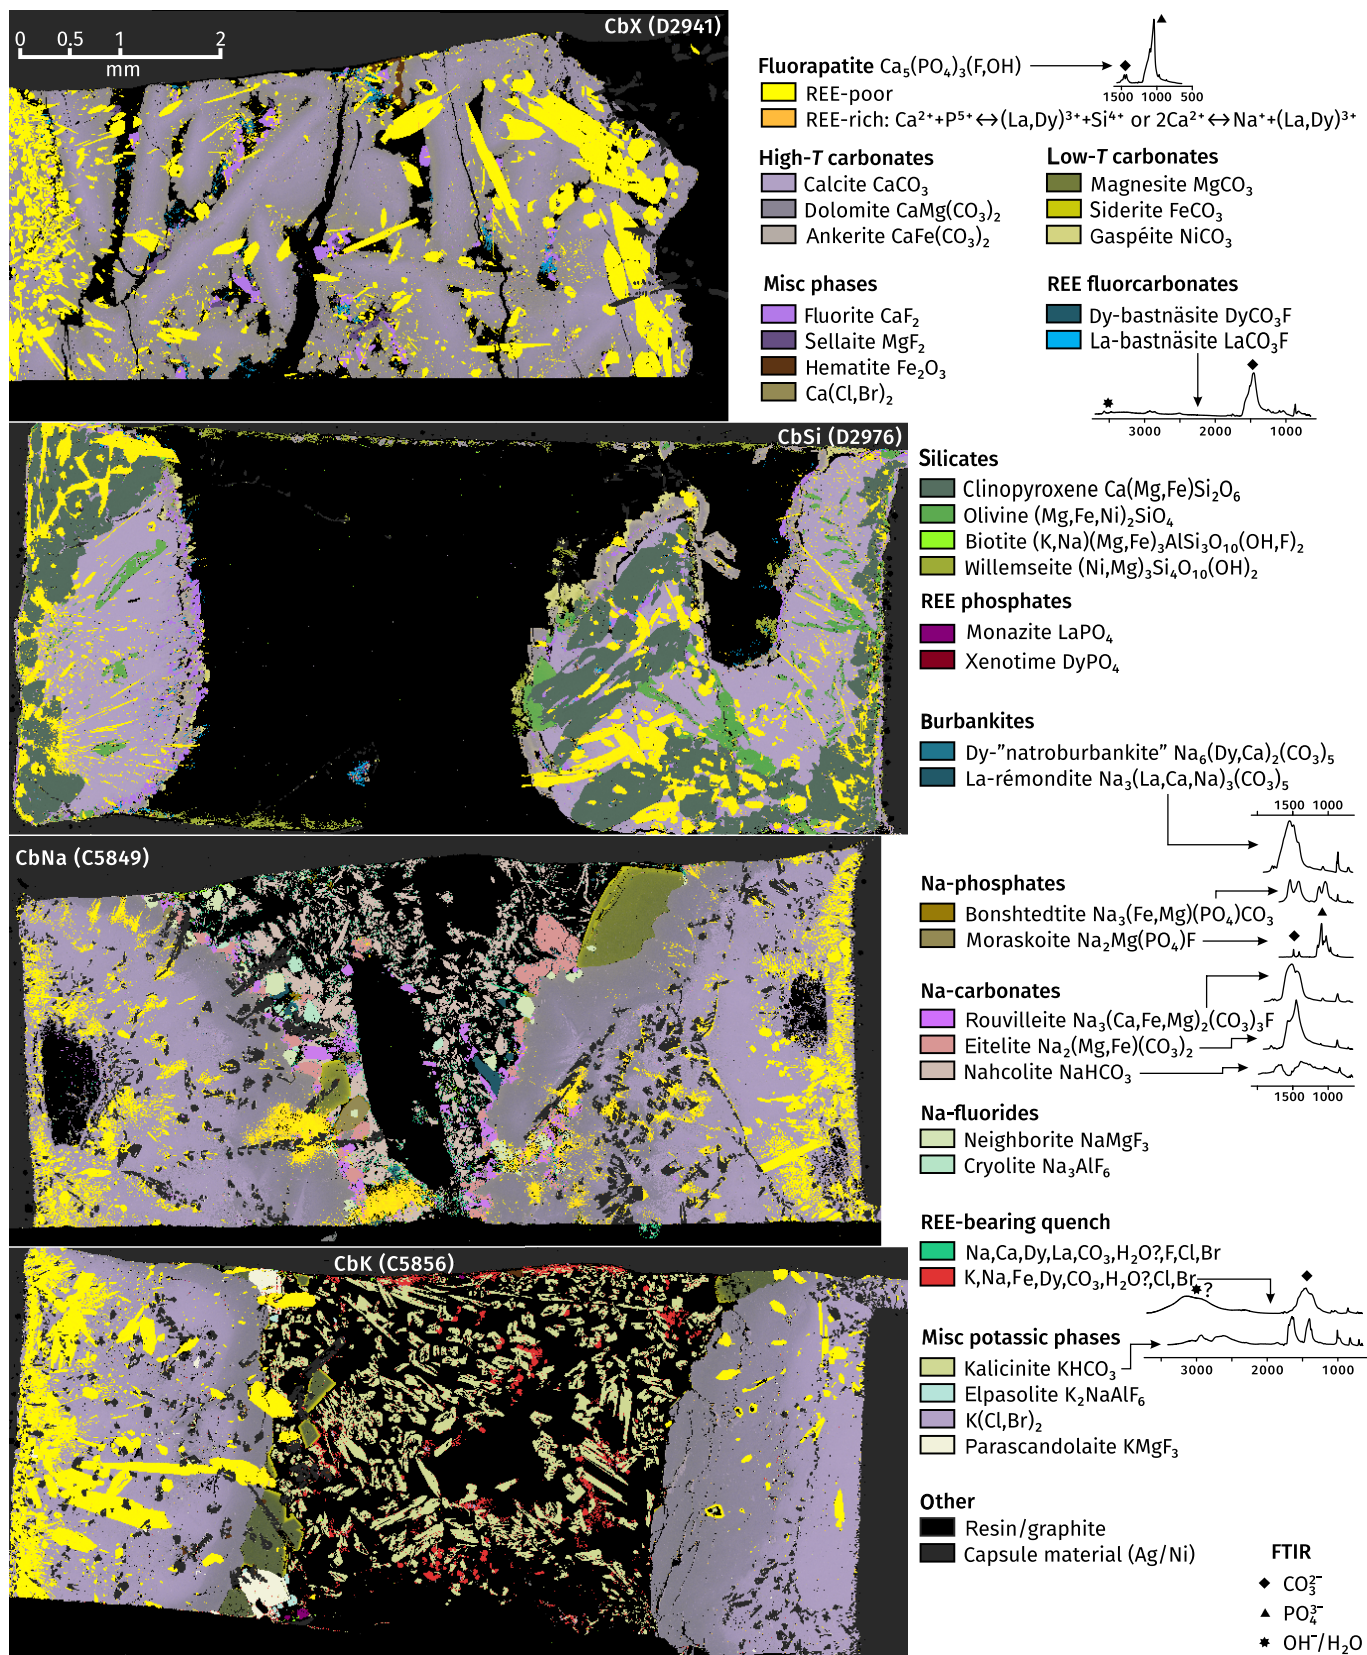 CbX (D2941)
0 0.5 1 2
mm
Fluorapatite Ca₅(PO₄)₃(F,OH)
1500 1000 500
REE-poor
REE-rich: Ca²⁺+P⁵⁺↔(La,Dy)³⁺+Si⁴⁺ or 2Ca²⁺↔Na⁺+(La,Dy)³⁺
High-T carbonates
Calcite CaCO₃
Dolomite CaMg(CO₃)₂
Ankerite CaFe(CO₃)₂
Low-T carbonates
Magnesite MgCO₃
Siderite FeCO₃
Gaspéite NiCO₃
Misc phases
Fluorite CaF₂
Sellaite MgF₂
Hematite Fe₂O₃
Ca(Cl,Br)₂
REE fluorcarbonates
Dy-bastnäsite DyCO₃F
La-bastnäsite LaCO₃F
3000 2000 1000
CbSi (D2976)
Silicates
Clinopyroxene Ca(Mg,Fe)Si₂O₆
Olivine (Mg,Fe,Ni)₂SiO₄
Biotite (K,Na)(Mg,Fe)₃AlSi₃O₁₀(OH,F)₂
Willemseite (Ni,Mg)₃Si₄O₁₀(OH)₂
REE phosphates
Monazite LaPO₄
Xenotime DyPO₄
Burbankites
Dy-”natroburbankite” Na₆(Dy,Ca)₂(CO₃)₅
La-rémondite Na₃(La,Ca,Na)₃(CO₃)₅
1500 1000
CbNa (C5849)
Na-phosphates
Bonshtedtite Na₃(Fe,Mg)(PO₄)CO₃
Moraskoite Na₂Mg(PO₄)F
Na-carbonates
Rouvilleite Na₃(Ca,Fe,Mg)₂(CO₃)₃F
Eitelite Na₂(Mg,Fe)(CO₃)₂
Nahcolite NaHCO₃
1500 1000
Na-fluorides
Neighborite NaMgF₃
Cryolite Na₃AlF₆
REE-bearing quench
Na,Ca,Dy,La,CO₃,H₂O?,F,Cl,Br
K,Na,Fe,Dy,CO₃,H₂O?,Cl,Br
?
CbK (C5856)
Misc potassic phases
Kalicinite KHCO₃
3000 2000 1000
Elpasolite K₂NaAlF₆
K(Cl,Br)₂
Parascandolaite KMgF₃
Other
Resin/graphite
Capsule material (Ag/Ni)
FTIR
CO₃²⁻
PO₄³⁻
OH⁻/H₂O